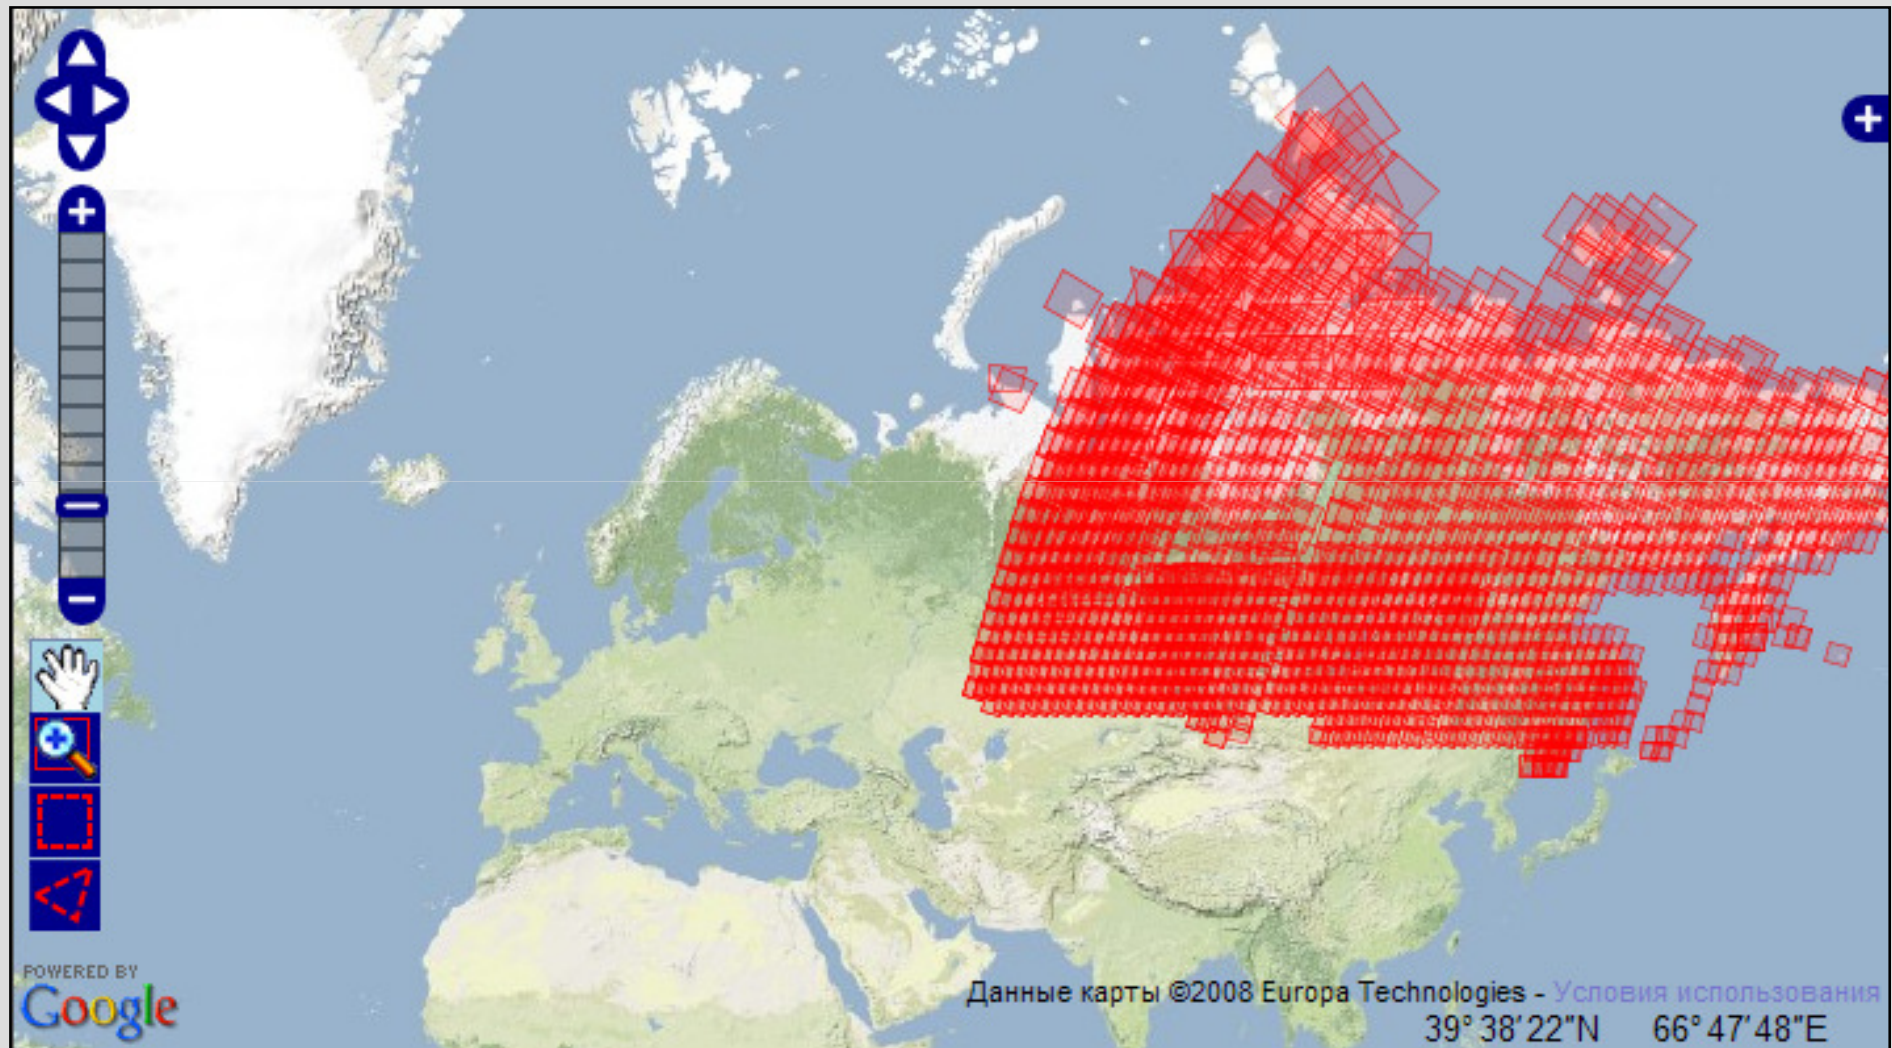 POWERED BY
Google
Данные карты ©2008 Europa Technologies - Условия использования
39° 38'22"N 66° 47'48"E